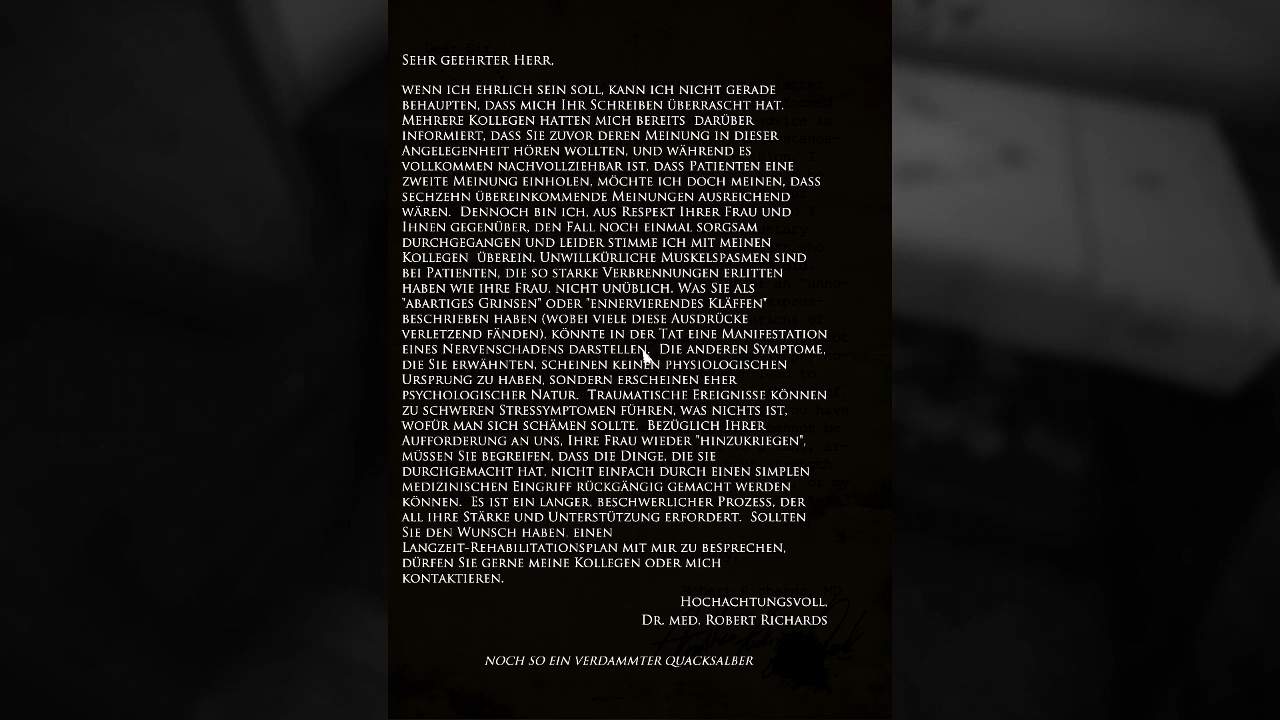 Sehr geehrter Herr,
wenn ich ehrlich sein soll, kann ich nicht gerade
behaupten, dass mich Ihr Schreiben überrascht hat.
Mehrere Kollegen hatten mich bereits darüber
informiert, dass Sie zuvor deren Meinung in dieser
Angelegenheit hören wollten, und während es
vollkommen nachvollziehbar ist, dass Patienten eine
zweite Meinung einholen, möchte ich doch meinen, dass
sechzehn übereinkommende Meinungen ausreichend
wären. Dennoch bin ich, aus Respekt Ihrer Frau und
Ihnen gegenüber, den Fall noch einmal sorgsam
durchgegangen und leider stimme ich mit meinen
Kollegen überein. Unwillkürliche Muskelspasmen sind
bei Patienten, die so starke Verbrennungen erlitten
haben wie ihre Frau, nicht unüblich. Was Sie als
"abartiges Grinsen" oder "ennervierendes Kläffen"
beschrieben haben (wobei viele diese Ausdrücke
verletzend fänden), könnte in der Tat eine Manifestation
eines Nervenschadens darstellen. Die anderen Symptome,
die Sie erwähnten, scheinen keinen physiologischen
Ursprung zu haben, sondern erscheinen eher
psychologischer Natur. Traumatische Ereignisse können
zu schweren Stressymptomen führen, was nichts ist,
wofür man sich schämen sollte. Bezüglich Ihrer
Aufforderung an uns, Ihre Frau wieder "hinzukriegen",
müssen Sie begreifen, dass die Dinge, die sie
durchgemacht hat, nicht einfach durch einen simplen
medizinischen Eingriff rückgängig gemacht werden
können. Es ist ein langer, beschwerlicher Prozess, der
all ihre Stärke und Unterstützung erfordert. Sollten
Sie den Wunsch haben, einen
Langzeit-Rehabilitationsplan mit mir zu besprechen,
dürfen Sie gerne meine Kollegen oder mich
kontaktieren.
Hochachtungsvoll,
Dr. med. Robert Richards
noch so ein verdammter Quacksalber